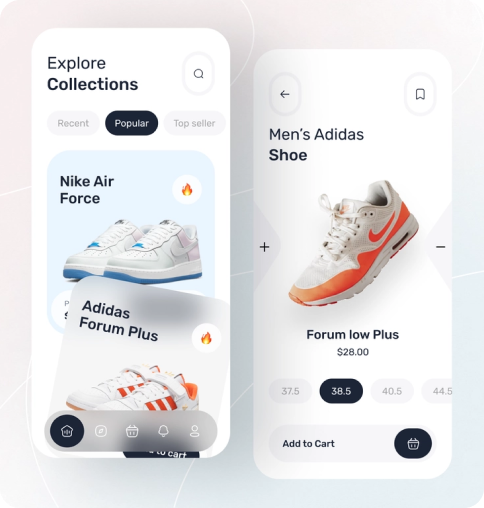 Explore
Collections
Recent
Popular
Top seller
Nike Air
Force
Adidas
Forum Plus
to cart
Men's Adidas
Shoe
+
−
Forum low Plus
$28.00
37.5
38.5
40.5
44.5
Add to Cart